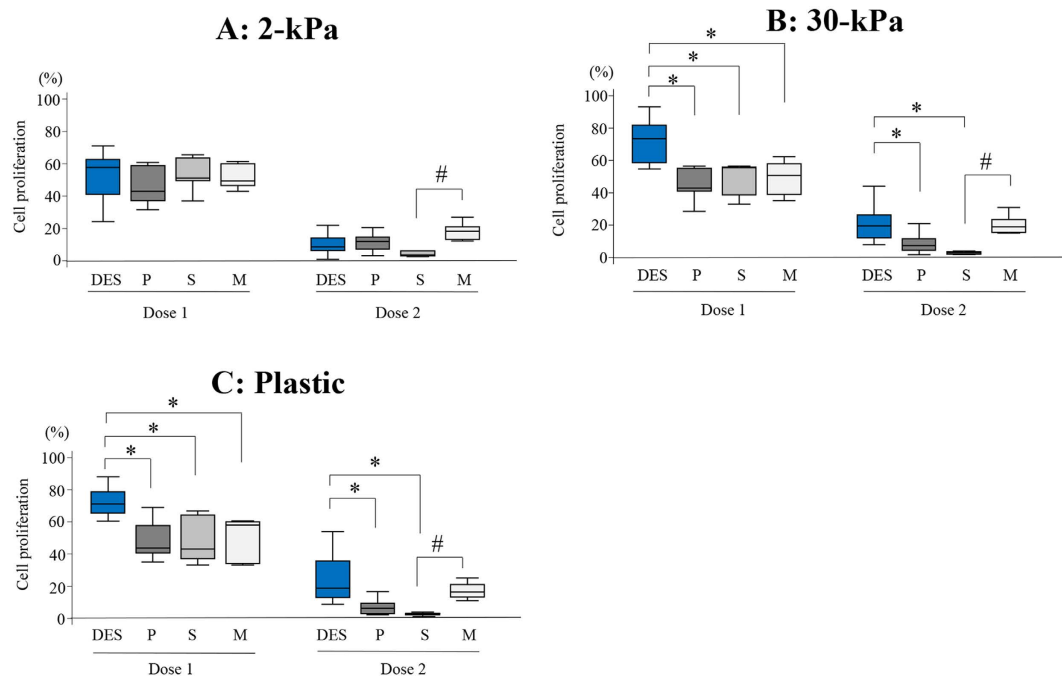 A: 2-kPa
(%)
Cell proliferation
100
80
60
40
20
0
#
DES P S M DES P S M
Dose 1 Dose 2
B: 30-kPa
(%)
Cell proliferation
100
80
60
40
20
0
*
*
*
*
*
#
DES P S M DES P S M
Dose 1 Dose 2
C: Plastic
(%)
Cell proliferation
100
80
60
40
20
0
*
*
*
*
*
#
DES P S M DES P S M
Dose 1 Dose 2